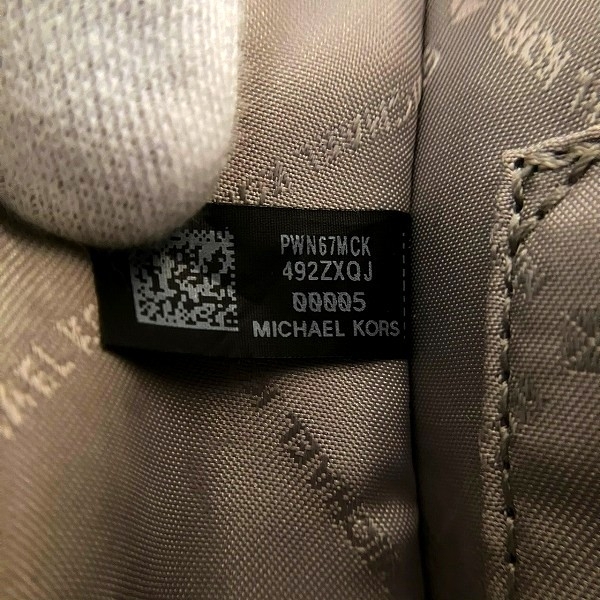 PWN67MCK
492ZXQJ
00005
MICHAEL KORS